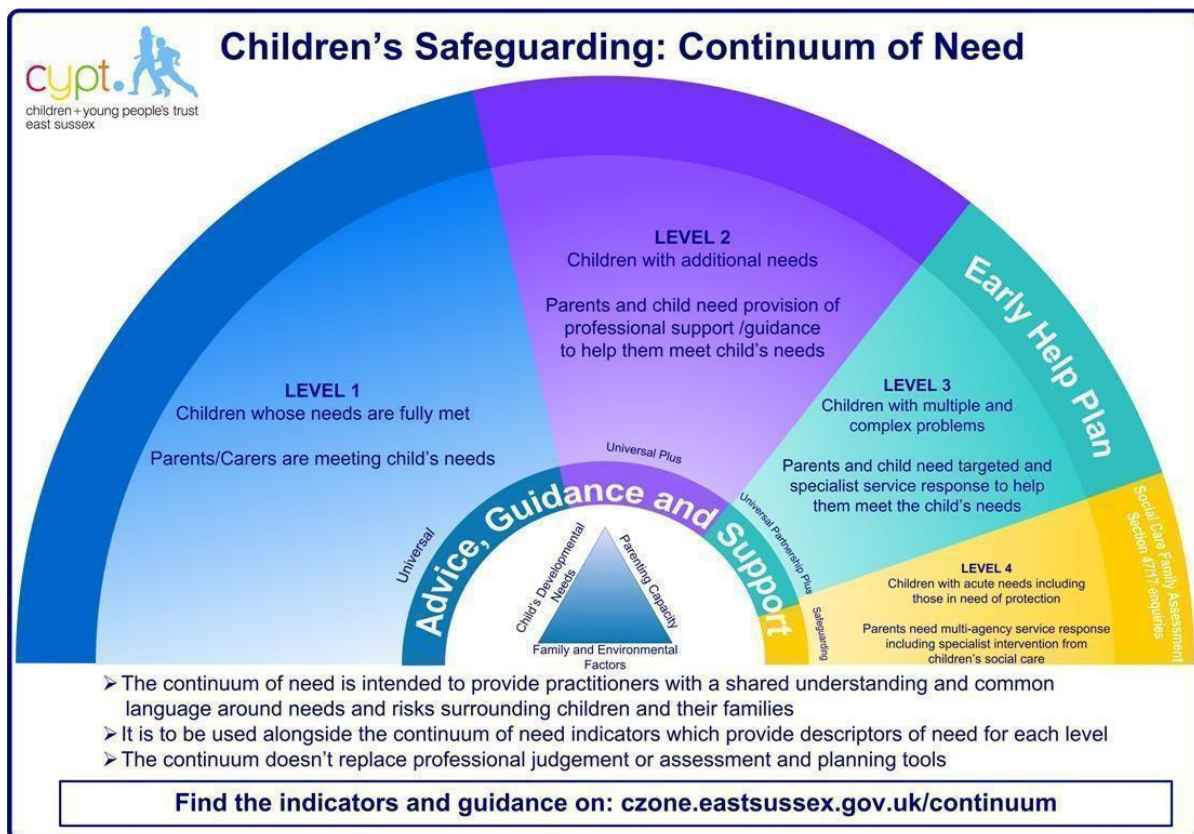 Children's Safeguarding: Continuum of Need
cypt.
children + young people's trust
east sussex
LEVEL 1
Children whose needs are fully met
Parents/Carers are meeting child's needs
LEVEL 2
Children with additional needs
Parents and child need provision of
professional support /guidance
to help them meet child's needs
Early Help Plan
LEVEL 3
Children with multiple and
complex problems
Parents and child need targeted and
specialist service response to help
them meet the child's needs
Social Care Family Assessment
Section 47/17 enquiries
LEVEL 4
Children with acute needs including
those in need of protection
Parents need multi-agency service response
including specialist intervention from
children's social care
Universal
Universal Plus
Universal Partnership Plus
Safeguarding
Advice, Guidance and Support
Child's Developmental
Needs
Parenting Capacity
Family and Environmental
Factors
➢ The continuum of need is intended to provide practitioners with a shared understanding and common
language around needs and risks surrounding children and their families
➢ It is to be used alongside the continuum of need indicators which provide descriptors of need for each level
➢ The continuum doesn't replace professional judgement or assessment and planning tools
Find the indicators and guidance on: czone.eastsussex.gov.uk/continuum